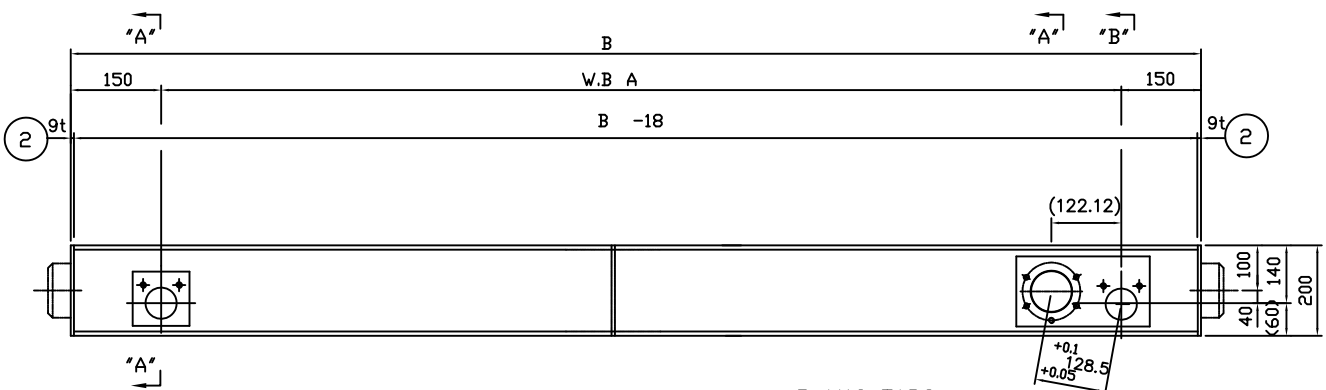 "A" "A" "B"
B
150 W.B A 150
2 9t B -18 9t 2
(122.12)
100 140 200
40 (60)
+0.1
+0.05 128.5
"A"